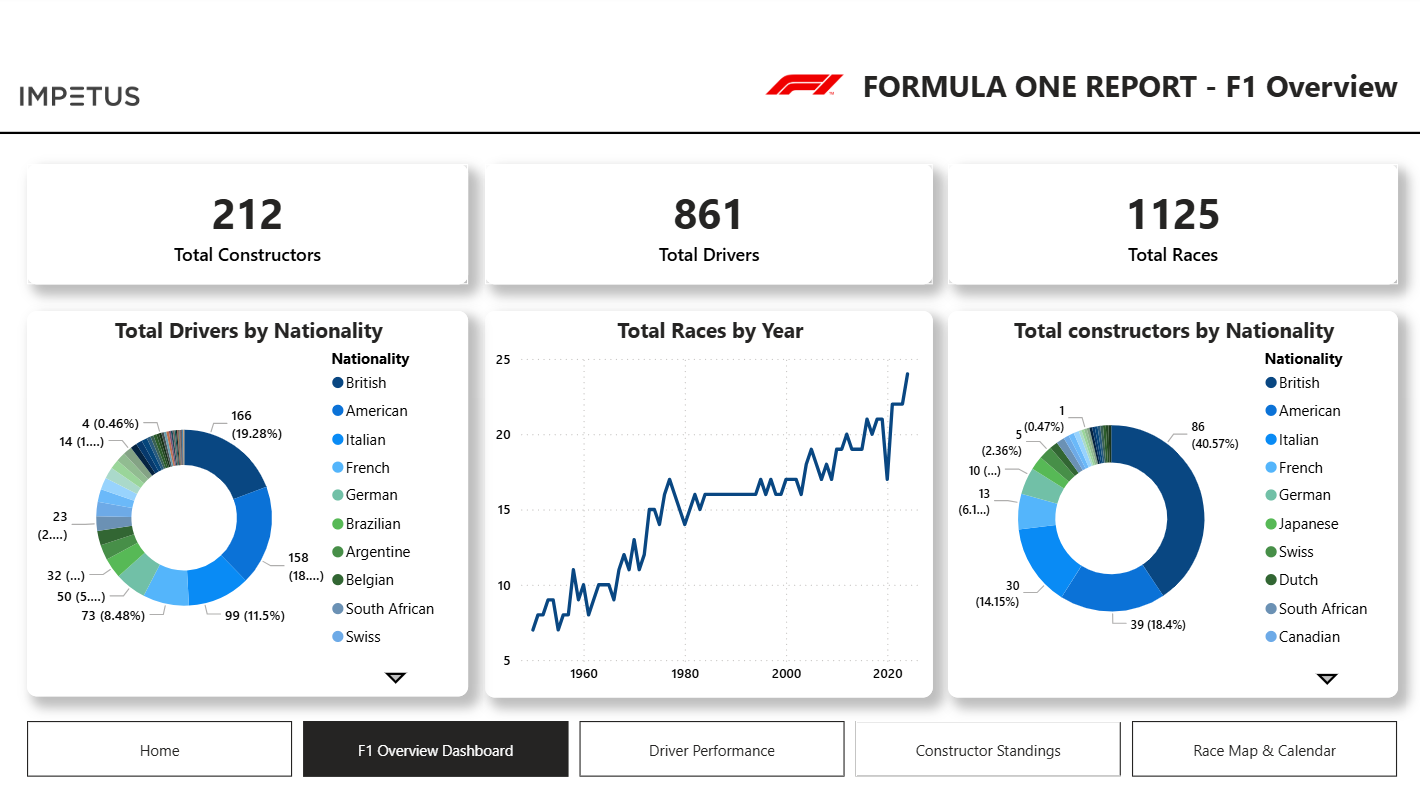 IMPETUS
FORMULA ONE REPORT - F1 Overview
212
Total Constructors
861
Total Drivers
1125
Total Races
Total Drivers by Nationality
Nationality
British
American
Italian
French
German
Brazilian
Argentine
Belgian
South African
Swiss
4 (0.46%)
14 (1....)
23
(2....)
32 (...)
50 (5....)
73 (8.48%)
99 (11.5%)
158
(18....)
166
(19.28%)
Total Races by Year
25
20
15
10
5
1960
1980
2000
2020
Total constructors by Nationality
Nationality
British
American
Italian
French
German
Japanese
Swiss
Dutch
South African
Canadian
1
(0.47%)
5
(2.36%)
10 (...)
13
(6.1...)
30
(14.15%)
39 (18.4%)
86
(40.57%)
Home
F1 Overview Dashboard
Driver Performance
Constructor Standings
Race Map & Calendar